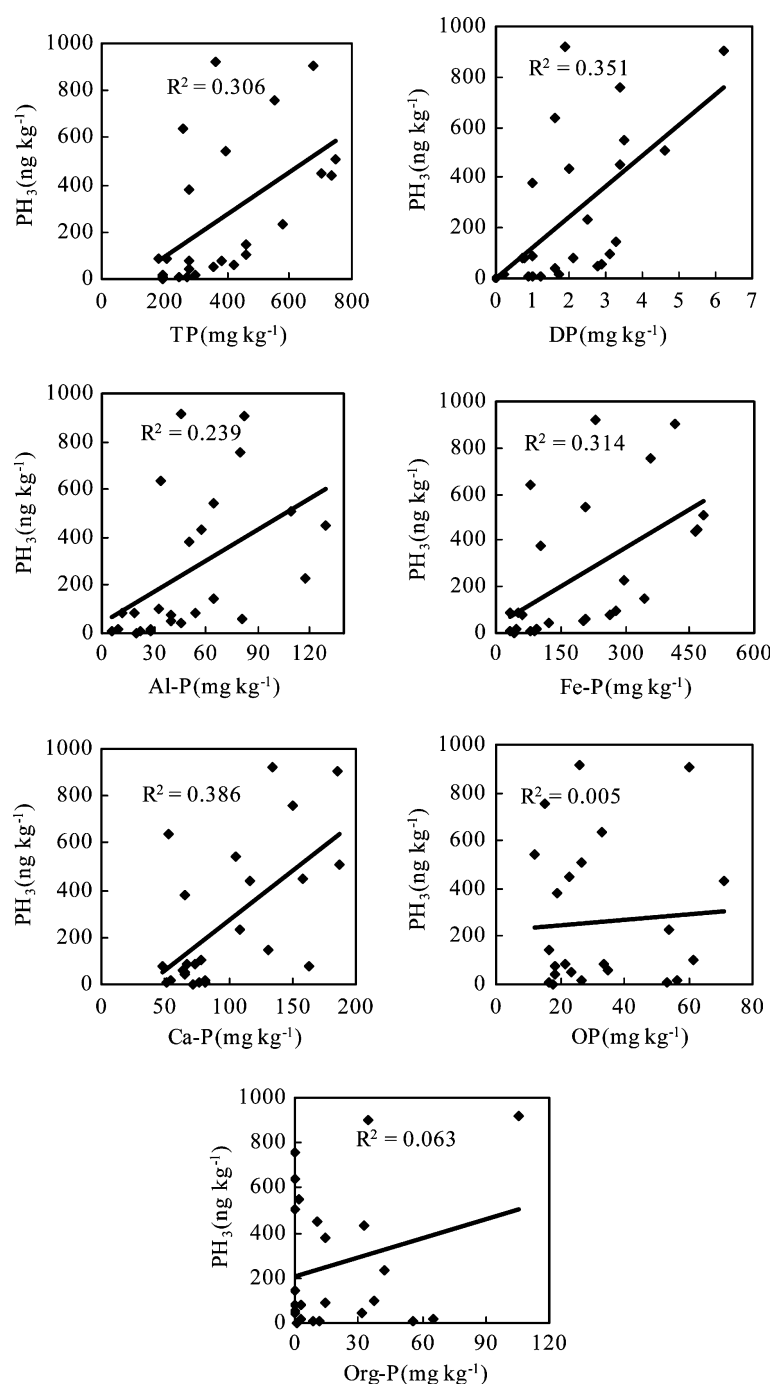 1000
800
600
400
200
0
PH₃(ng kg⁻¹)
R² = 0.306
0 200 400 600 800
TP(mg kg⁻¹)
1000
800
600
400
200
0
PH₃(ng kg⁻¹)
R² = 0.351
0 1 2 3 4 5 6 7
DP(mg kg⁻¹)
1000
800
600
400
200
0
PH₃(ng kg⁻¹)
R² = 0.239
0 30 60 90 120
Al-P(mg kg⁻¹)
1000
800
600
400
200
0
PH₃(ng kg⁻¹)
R² = 0.314
0 150 300 450 600
Fe-P(mg kg⁻¹)
1000
800
600
400
200
0
PH₃(ng kg⁻¹)
R² = 0.386
0 50 100 150 200
Ca-P(mg kg⁻¹)
1000
800
600
400
200
0
PH₃(ng kg⁻¹)
R² = 0.005
0 20 40 60 80
OP(mg kg⁻¹)
1000
800
600
400
200
0
PH₃(ng kg⁻¹)
R² = 0.063
0 30 60 90 120
Org-P(mg kg⁻¹)